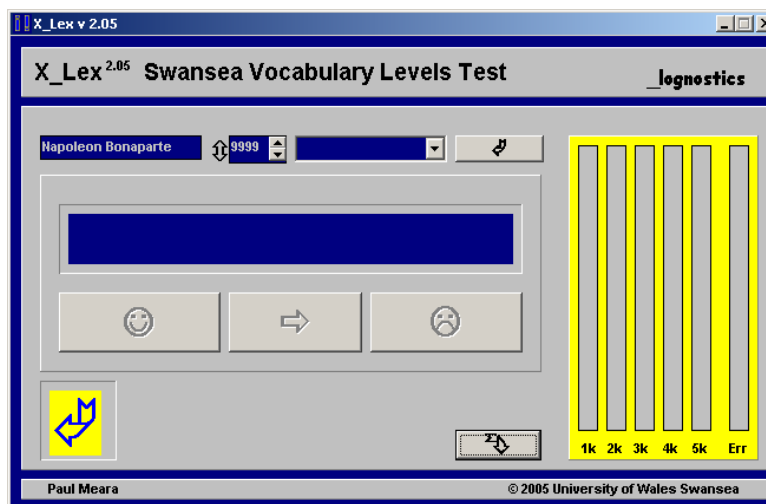 X_Lex v 2.05
X_Lex 2.05 Swansea Vocabulary Levels Test
_lognostics
Napoleon Bonaparte 9999
1k 2k 3k 4k 5k Err
Paul Meara © 2005 University of Wales Swansea